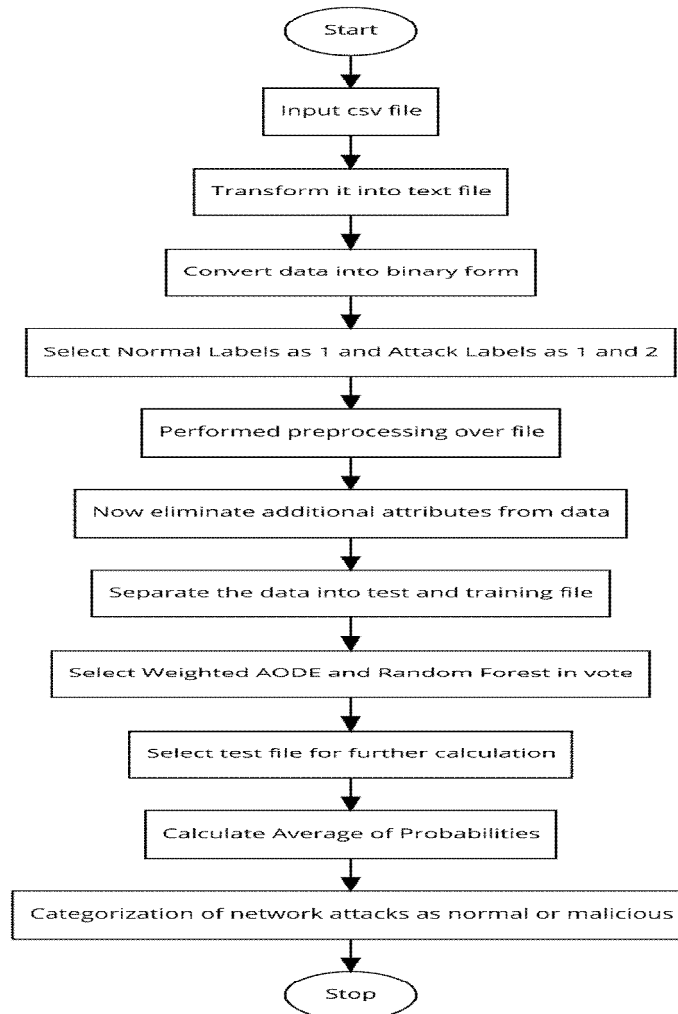 Start
Input csv file
Transform it into text file
Convert data into binary form
Select Normal Labels as 1 and Attack Labels as 1 and 2
Performed preprocessing over file
Now eliminate additional attributes from data
Separate the data into test and training file
Select Weighted AODE and Random Forest in vote
Select test file for further calculation
Calculate Average of Probabilities
Categorization of network attacks as normal or malicious
Stop